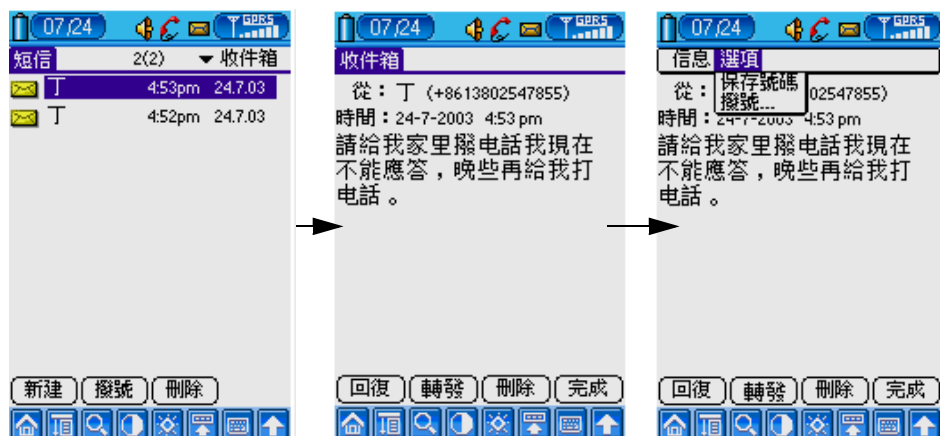 07/24 GPRS
短信 2(2) 收件箱
丁 4:53pm 24.7.03
丁 4:52pm 24.7.03
新建 撥號 刪除
07/24 GPRS
收件箱
從：丁 (+8613802547855)
時間：24-7-2003 4:53 pm
請給我家里撥电話我現在
不能應答，晚些再給我打
电話。
回復 轉發 刪除 完成
07/24 GPRS
信息 選項
保存號碼
撥號...
從： 02547855)
時間：24-7-2003 4:53 pm
請給我家里撥电話我現在
不能應答，晚些再給我打
电話。
回復 轉發 刪除 完成